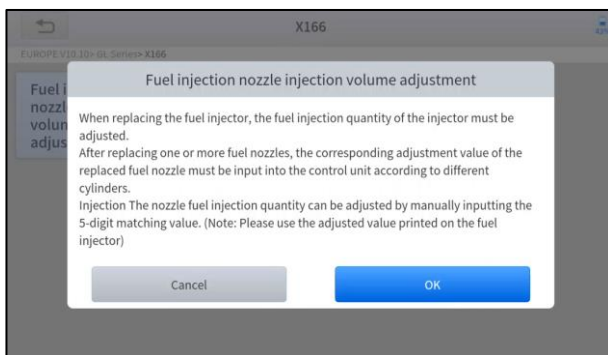 X166
EUROPE V10.10> GL Series> X166
Fuel i
nozzl
volun
adjus
Fuel injection nozzle injection volume adjustment
When replacing the fuel injector, the fuel injection quantity of the injector must be
adjusted.
After replacing one or more fuel nozzles, the corresponding adjustment value of the
replaced fuel nozzle must be input into the control unit according to different
cylinders.
Injection The nozzle fuel injection quantity can be adjusted by manually inputting the
5-digit matching value. (Note: Please use the adjusted value printed on the fuel
injector)
Cancel
OK